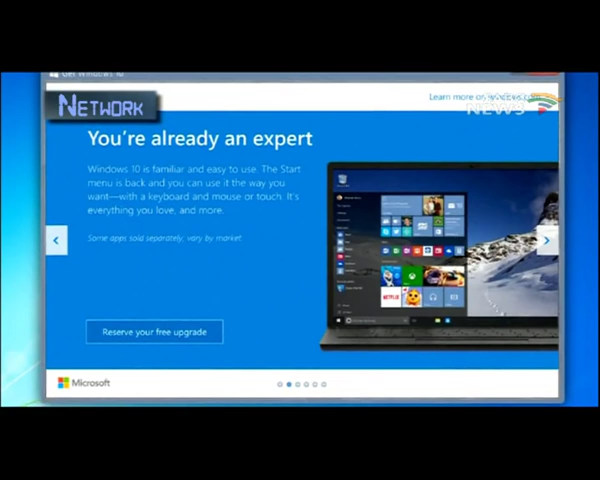 Get Windows 10
NETWORK
Learn more on windows.com
NEWS
You're already an expert
Windows 10 is familiar and easy to use. The Start
menu is back and you can use it the way you
want—with a keyboard and mouse or touch. It's
everything you love, and more.
Some apps sold separately, vary by market.
NETFLIX
Reserve your free upgrade
Microsoft